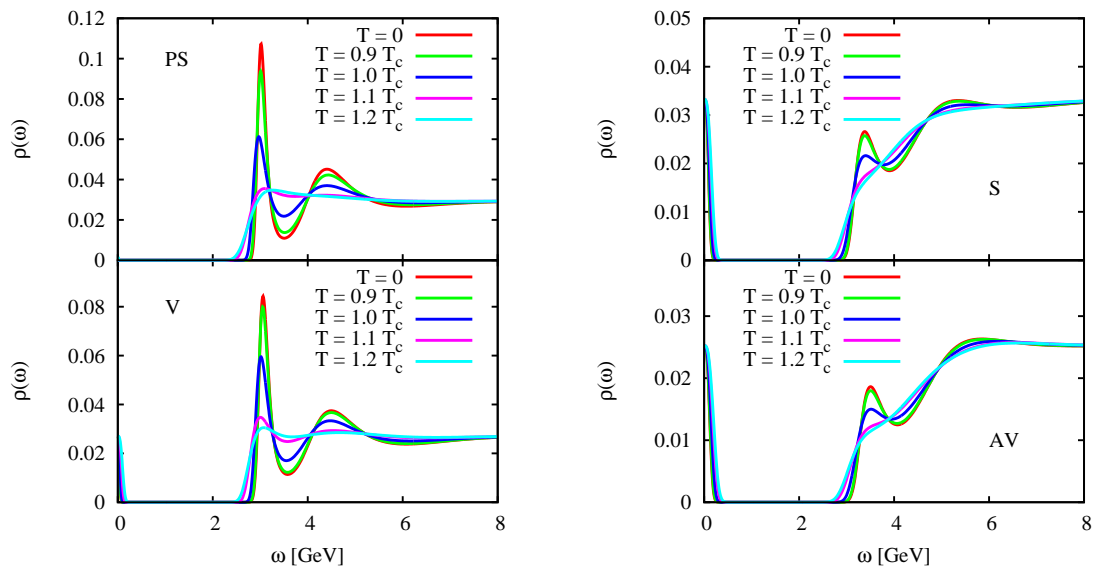 ρ(ω)
0.12
0.1
0.08
0.06
0.04
0.02
0
PS
T = 0
T = 0.9 T_c
T = 1.0 T_c
T = 1.1 T_c
T = 1.2 T_c
ρ(ω)
0.08
0.06
0.04
0.02
0
V
T = 0
T = 0.9 T_c
T = 1.0 T_c
T = 1.1 T_c
T = 1.2 T_c
0 2 4 6 8
ω [GeV]
ρ(ω)
0.05
0.04
0.03
0.02
0.01
0
T = 0
T = 0.9 T_c
T = 1.0 T_c
T = 1.1 T_c
T = 1.2 T_c
S
ρ(ω)
0.03
0.02
0.01
0
T = 0
T = 0.9 T_c
T = 1.0 T_c
T = 1.1 T_c
T = 1.2 T_c
AV
0 2 4 6 8
ω [GeV]